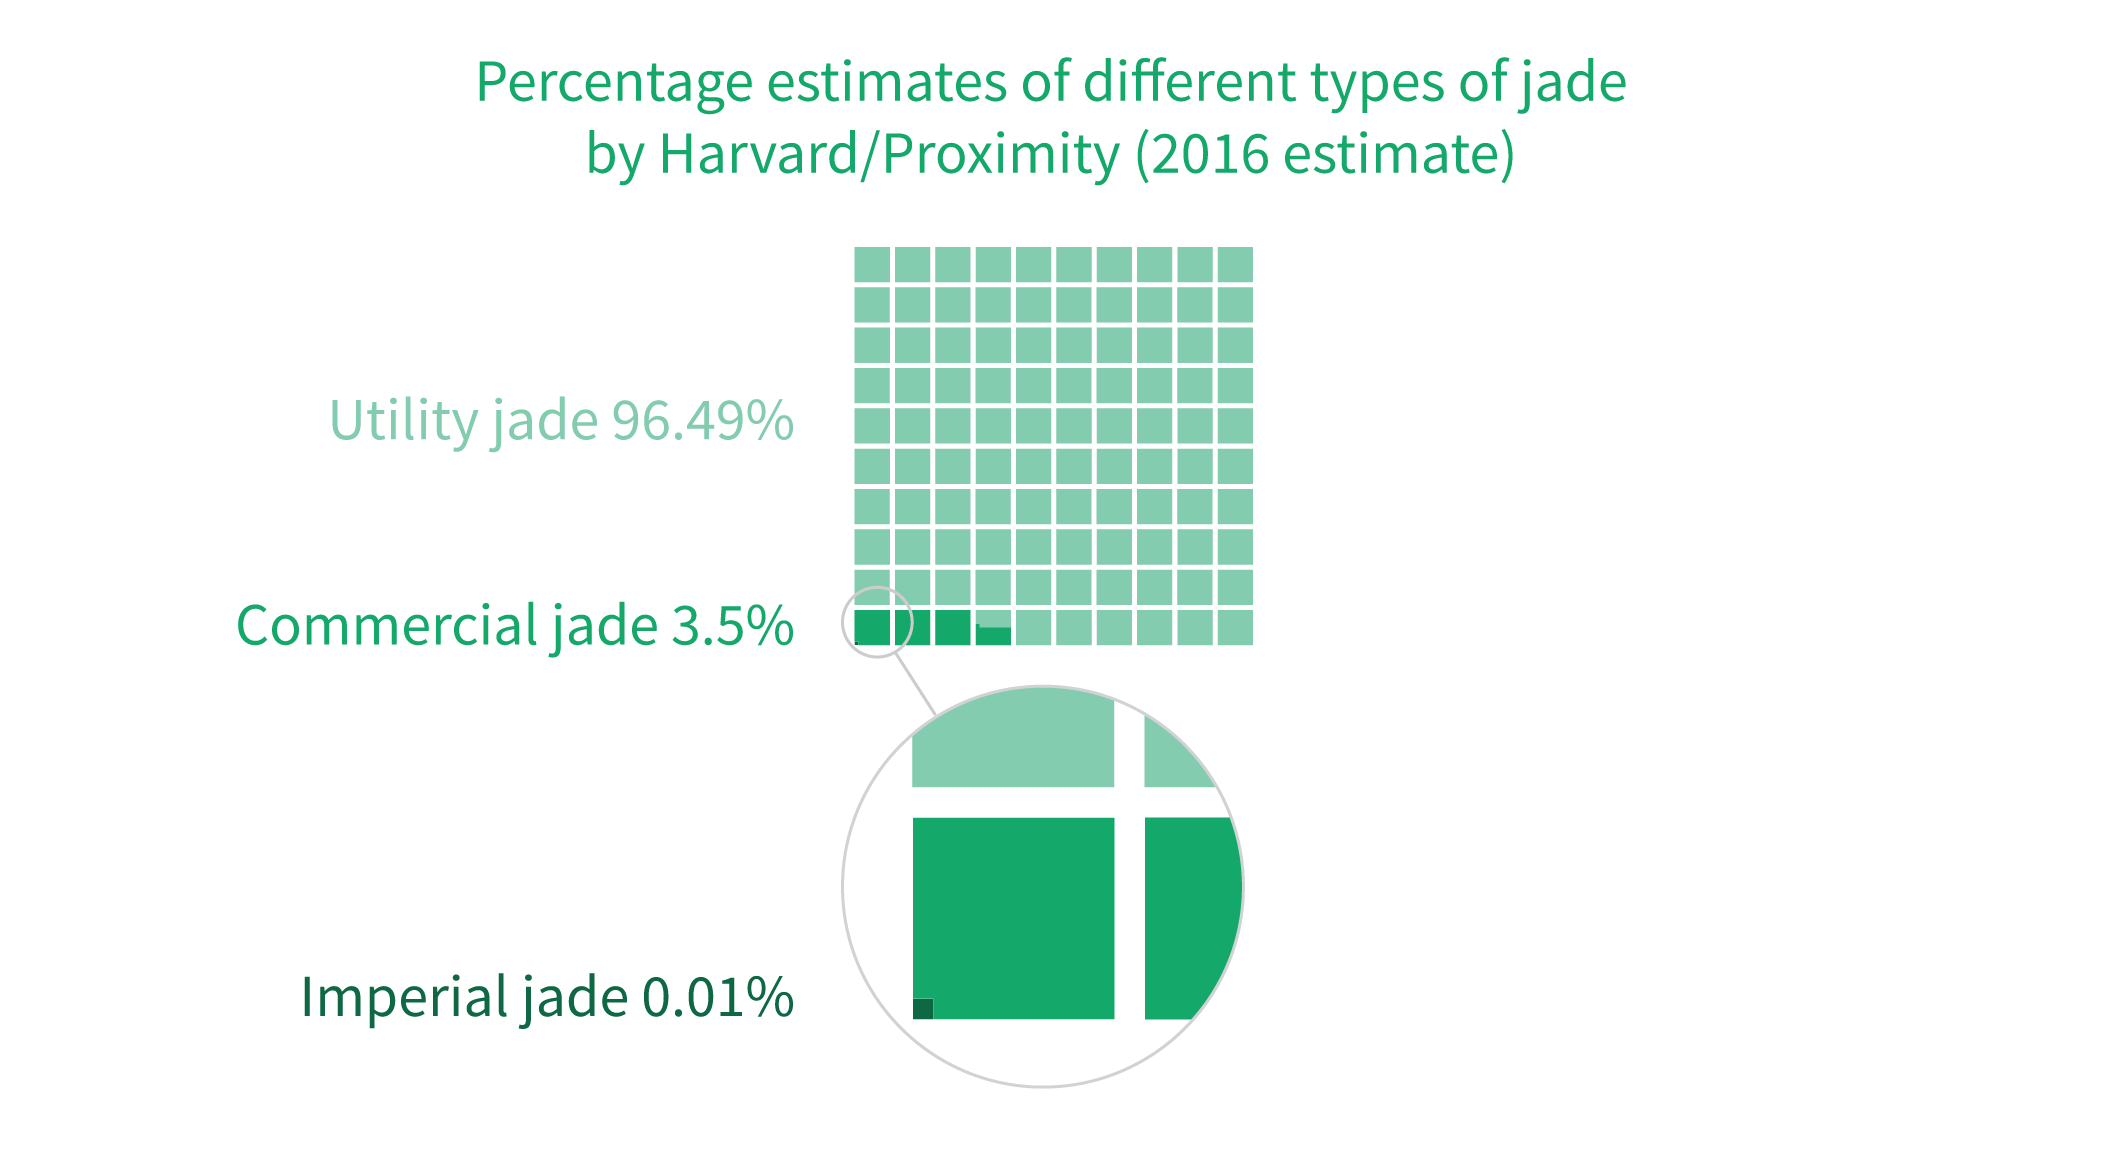 Percentage estimates of different types of jade
by Harvard/Proximity (2016 estimate)
Utility jade 96.49%
Commercial jade 3.5%
Imperial jade 0.01%